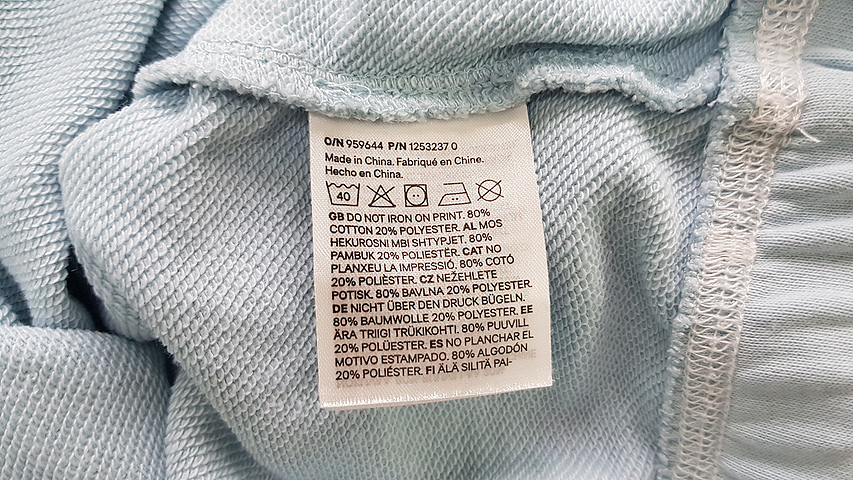 O/N 959644 P/N 1253237 0
Made in China. Fabriqué en Chine.
Hecho en China.
40
GB DO NOT IRON ON PRINT. 80%
COTTON 20% POLYESTER. AL MOS
HEKUROSNI MBI SHTYPJET. 80%
PAMBUK 20% POLIESTËR. CAT NO
PLANXEU LA IMPRESSIÓ. 80% COTÓ
20% POLIÈSTER. CZ NEŽEHLETE
POTISK. 80% BAVLNA 20% POLYESTER.
DE NICHT ÜBER DEN DRUCK BÜGELN.
80% BAUMWOLLE 20% POLYESTER. EE
ÄRA TRIIGI TRÜKIKOHTI. 80% PUUVILL
20% POLÜESTER. ES NO PLANCHAR EL
MOTIVO ESTAMPADO. 80% ALGODÓN
20% POLIÉSTER. FI ÄLÄ SILITÄ PAI-